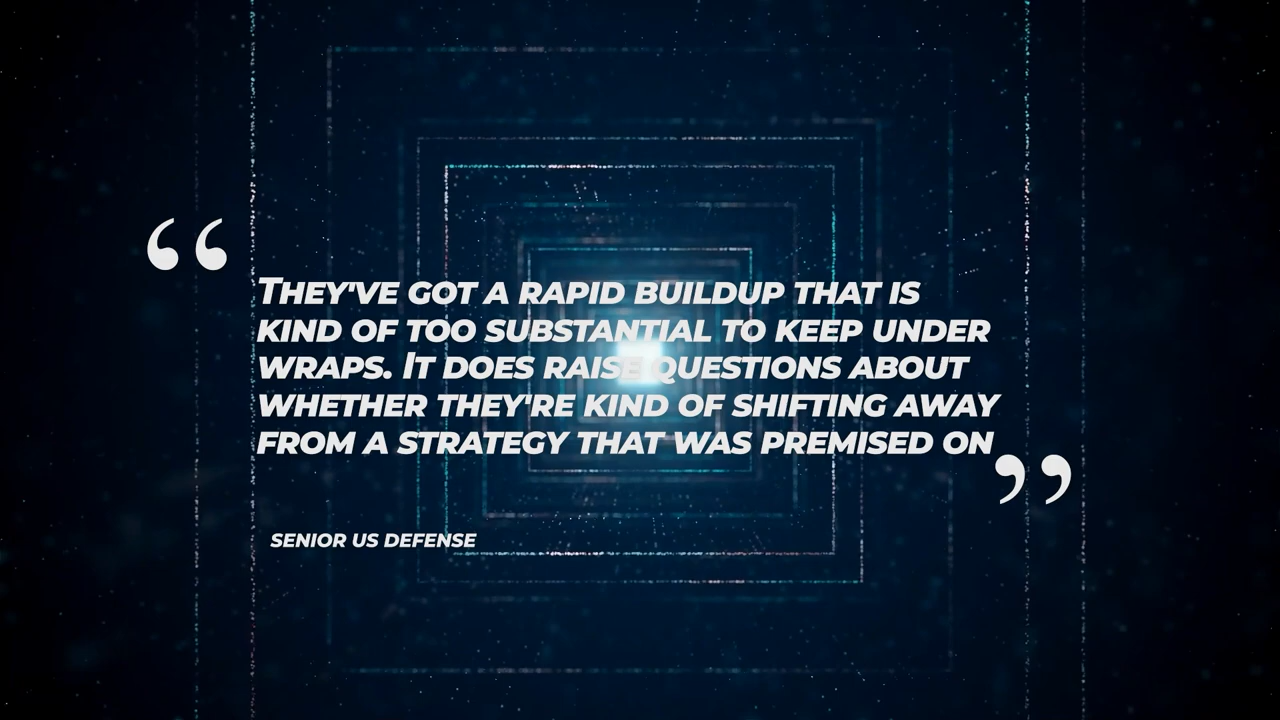 “They've got a rapid buildup that is
kind of too substantial to keep under
wraps. It does raise questions about
whether they're kind of shifting away
from a strategy that was premised on”
SENIOR US DEFENSE